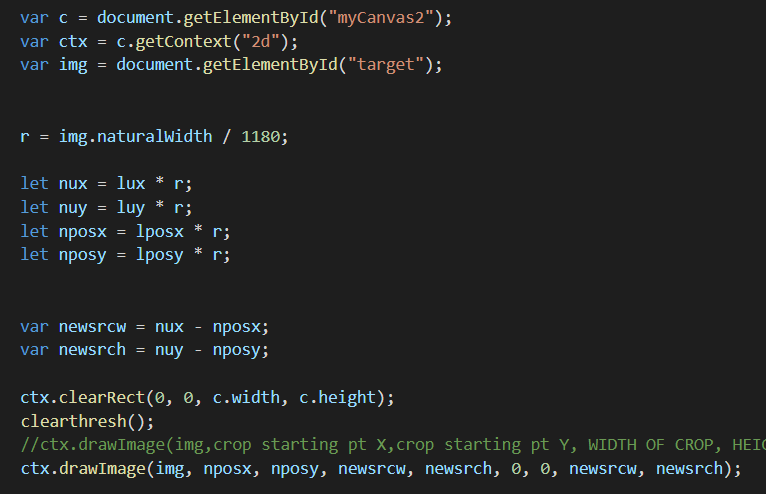 var c = document.getElementById("myCanvas2");
var ctx = c.getContext("2d");
var img = document.getElementById("target");
r = img.naturalWidth / 1180;
let nux = lux * r;
let nuy = luy * r;
let nposx = lposx * r;
let nposy = lposy * r;
var newsrcw = nux - nposx;
var newsrch = nuy - nposy;
ctx.clearRect(0, 0, c.width, c.height);
clearthresh();
//ctx.drawImage(img,crop starting pt X,crop starting pt Y, WIDTH OF CROP,
ctx.drawImage(img, nposx, nposy, newsrcw, newsrch, 0, 0, newsrcw, newsrch);